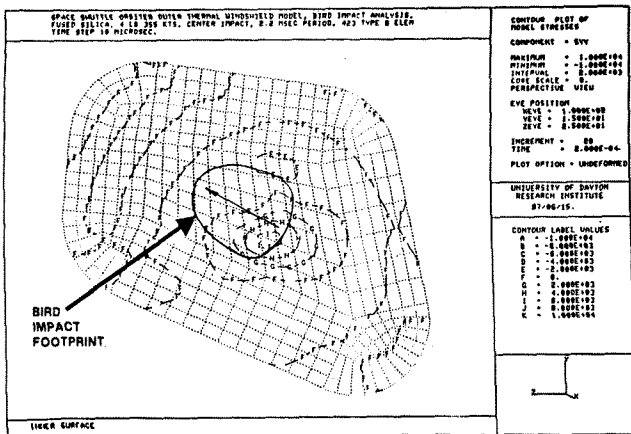 SPACE SHUTTLE ORBITER OUTER THERMAL WINDSHIELD MODEL, BIRD IMPACT ANALYSIS,
FUSED SILICA, 4 LB 355 KTS, CENTER IMPACT, 2.2 MSEC PERIOD, 423 TYPE 8 ELEM
TIME STEP 10 MICROSEC.
CONTOUR PLOT OF
MODEL STRESSES
COMPONENT = SYY
MAXIMUM = 1.000E+04
MINIMUM = -1.000E+04
INTERVAL = 2.000E+03
CORE SCALE = 0.
PERSPECTIVE VIEW
EYE POSITION
XEYE = 1.000E+02
YEYE = 1.500E+01
ZEYE = 2.500E+01
INCREMENT = 20
TIME = 2.000E-04
PLOT OPTION = UNDEFORMED
UNIVERSITY OF DAYTON
RESEARCH INSTITUTE
87/06/15.
CONTOUR LABEL VALUES
A = -1.000E+04
B = -8.000E+03
C = -6.000E+03
D = -4.000E+03
E = -2.000E+03
F = 0.
G = 2.000E+03
H = 4.000E+03
I = 6.000E+03
J = 8.000E+03
K = 1.000E+04
BIRD
IMPACT
FOOTPRINT
Z
X
INNER SURFACE